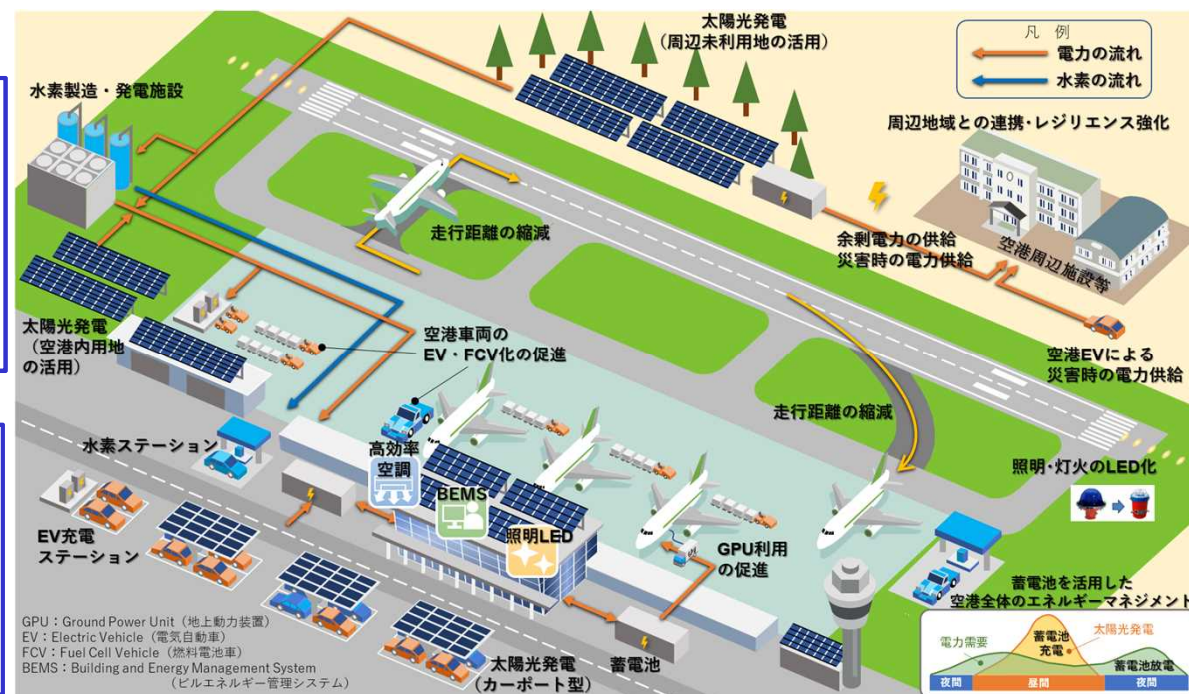 太陽光発電
（周辺未利用地の活用）
凡　例
電力の流れ
水素の流れ
水素製造・発電施設
周辺地域との連携・レジリエンス強化
走行距離の縮減
余剰電力の供給
災害時の電力供給
空港周辺施設等
太陽光発電
（空港内用地
の活用）
空港車両の
EV・FCV化の促進
空港EVによる
災害時の電力供給
走行距離の縮減
水素ステーション
高効率
空調
照明・灯火のLED化
BEMS
EV充電
ステーション
照明LED
GPU利用
の促進
蓄電池を活用した
空港全体のエネルギーマネジメント
GPU：Ground Power Unit（地上動力装置）
EV：Electric Vehicle（電気自動車）
FCV：Fuel Cell Vehicle（燃料電池車）
BEMS：Building and Energy Management System
（ビルエネルギー管理システム）
太陽光発電
（カーポート型）
蓄電池
電力需要
蓄電池
充電
太陽光発電
蓄電池放電
夜間
昼間
夜間